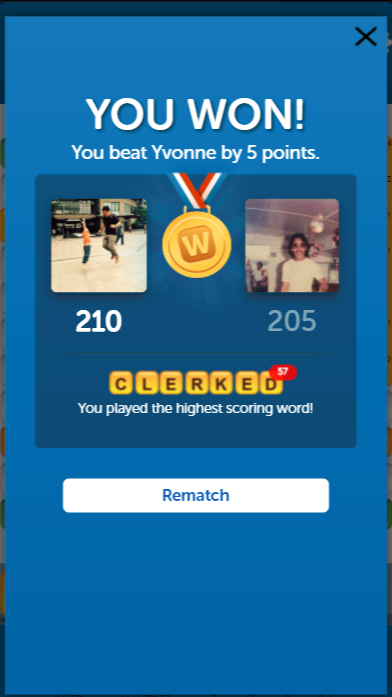 YOU WON!
You beat Yvonne by 5 points.
W
210
205
CLERKED
57
You played the highest scoring word!
Rematch